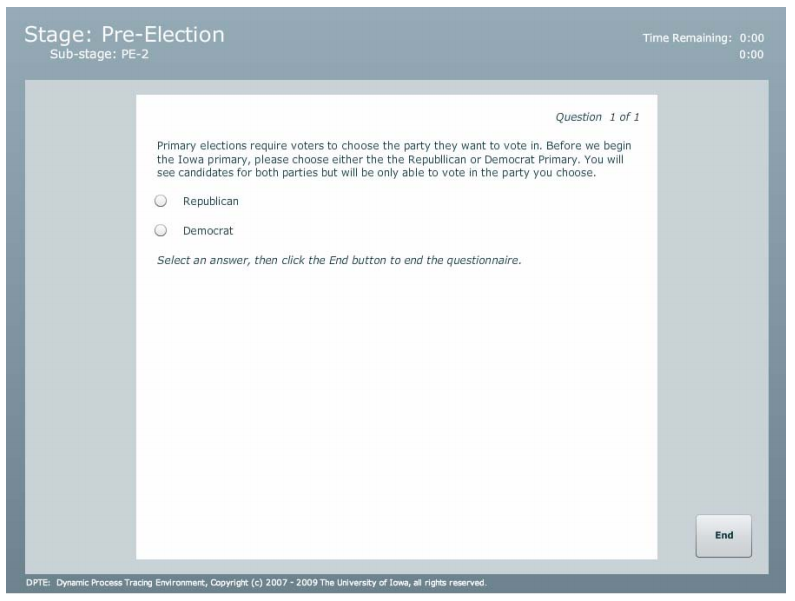 Stage: Pre-Election
Sub-stage: PE-2
Time Remaining: 0:00
0:00
Question 1 of 1
Primary elections require voters to choose the party they want to vote in. Before we begin
the Iowa primary, please choose either the the Republlican or Democrat Primary. You will
see candidates for both parties but will be only able to vote in the party you choose.
Republican
Democrat
Select an answer, then click the End button to end the questionnaire.
End
DPTE: Dynamic Process Tracing Environment, Copyright (c) 2007 - 2009 The University of Iowa, all rights reserved.